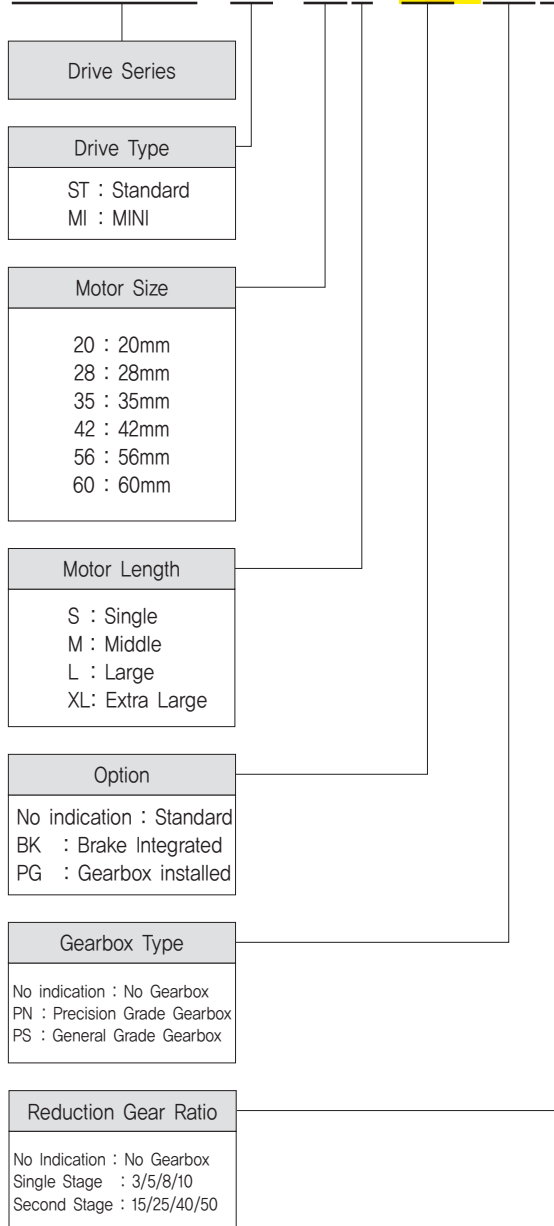 Drive Series
Drive Type
ST : Standard
MI : MINI
Motor Size
20 : 20mm
28 : 28mm
35 : 35mm
42 : 42mm
56 : 56mm
60 : 60mm
Motor Length
S : Single
M : Middle
L : Large
XL: Extra Large
Option
No indication : Standard
BK : Brake Integrated
PG : Gearbox installed
Gearbox Type
No indication : No Gearbox
PN : Precision Grade Gearbox
PS : General Grade Gearbox
Reduction Gear Ratio
No Indication : No Gearbox
Single Stage : 3/5/8/10
Second Stage : 15/25/40/50